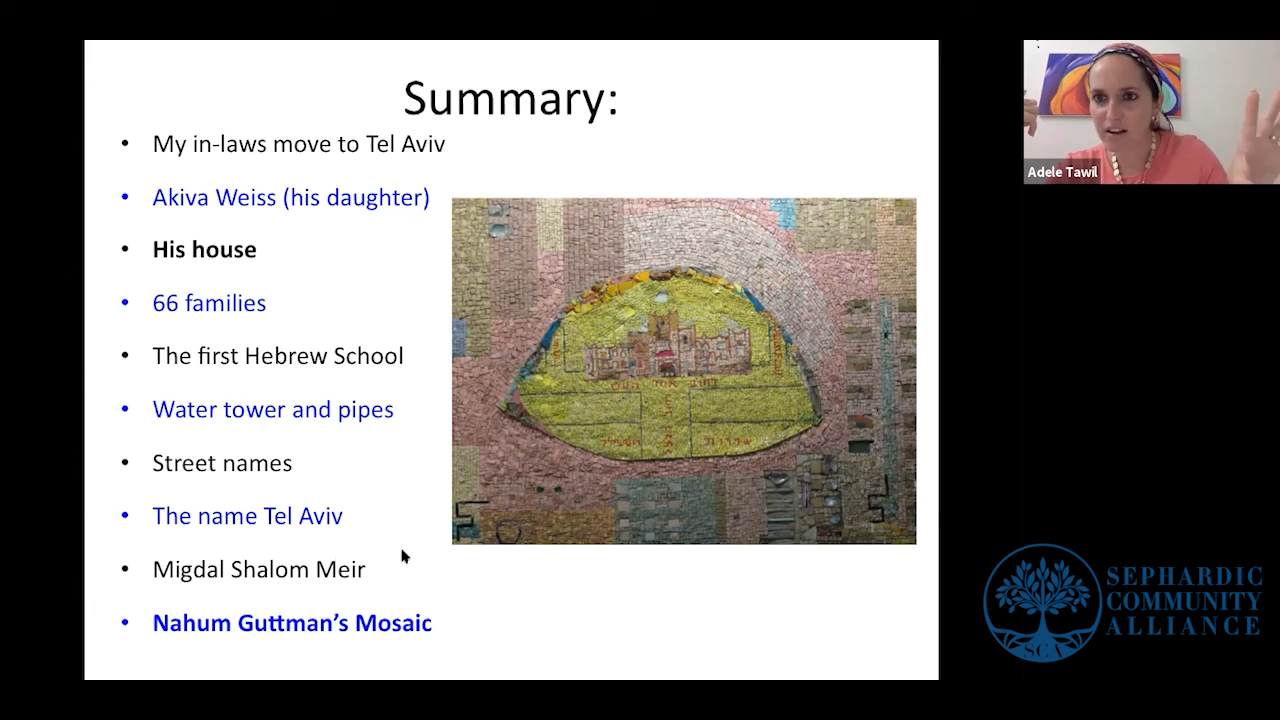 Summary:
My in-laws move to Tel Aviv
Akiva Weiss (his daughter)
His house
66 families
The first Hebrew School
Water tower and pipes
Street names
The name Tel Aviv
Migdal Shalom Meir
Nahum Guttman’s Mosaic
Adele Tawil
SEPHARDIC
COMMUNITY
ALLIANCE
SCA